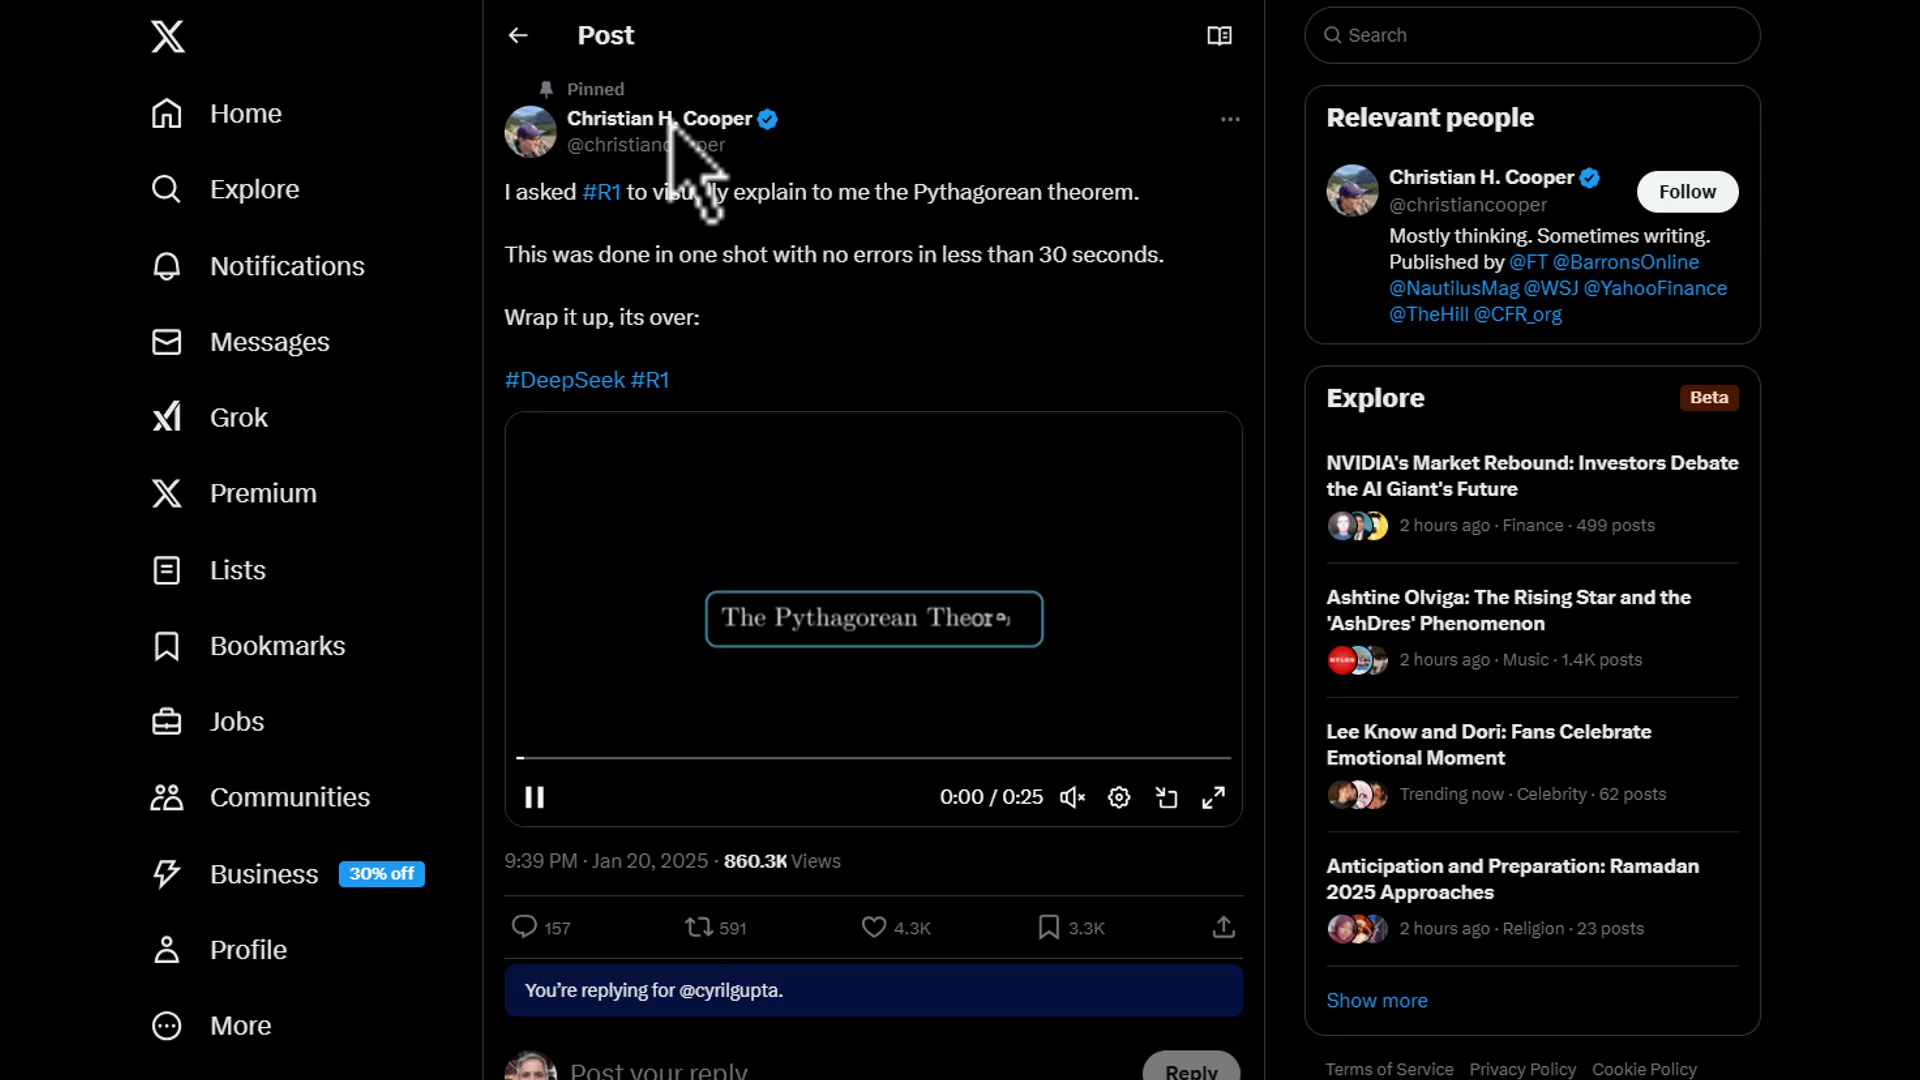 Home
Explore
Notifications
Messages
Grok
Premium
Lists
Bookmarks
Jobs
Communities
Business 30% off
Profile
More
Post
Pinned
Christian H. Cooper
I asked #R1 to explain to me the Pythagorean theorem.
This was done in one shot with no errors in less than 30 seconds.
Wrap it up, its over:
#DeepSeek #R1
The Pythagorean
0:00 / 0:25
9:39 PM · Jan 20, 2025 · 860.3K Views
157
591
4.3K
3.3K
You're replying for @cyrilgupta.
Post your reply
Reply
Search
Relevant people
Christian H. Cooper
@christiancooper
Follow
Mostly thinking. Sometimes writing.
Published by @FT @BarronsOnline
@NautilusMag @WSJ @YahooFinance
@TheHill @CFR_org
Explore
Beta
NVIDIA's Market Rebound: Investors Debate
the AI Giant's Future
2 hours ago · Finance · 499 posts
Ashtine Olviga: The Rising Star and the
'AshDres' Phenomenon
NYLON
2 hours ago · Music · 1.4K posts
Lee Know and Dori: Fans Celebrate
Emotional Moment
Trending now · Celebrity · 62 posts
Anticipation and Preparation: Ramadan
2025 Approaches
2 hours ago · Religion · 23 posts
Show more
Terms of Service Privacy Policy Cookie Policy